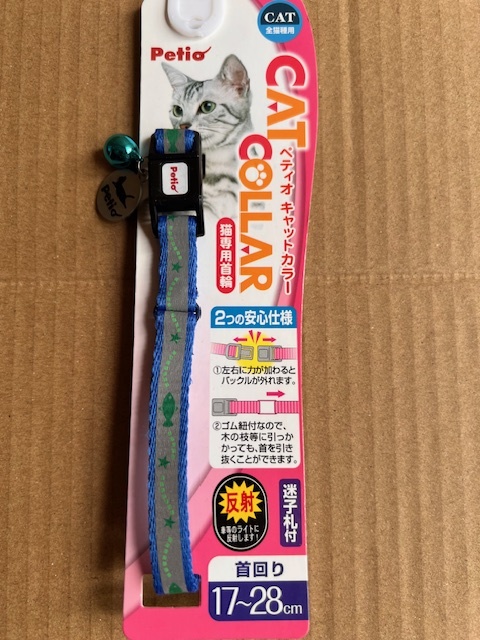 CAT
全猫種用
Petio
CAT COLLAR
ペティオ キャットカラー
猫専用首輪
Petio
Petio
2つの安心仕様
①左右に力が加わると
バックルが外れます。
②ゴム紐付なので、
木の枝等に引っか
かっても、首を引き
抜くことができます。
反射
車等のライトに
反射します!
迷子札付
首回り
17~28cm